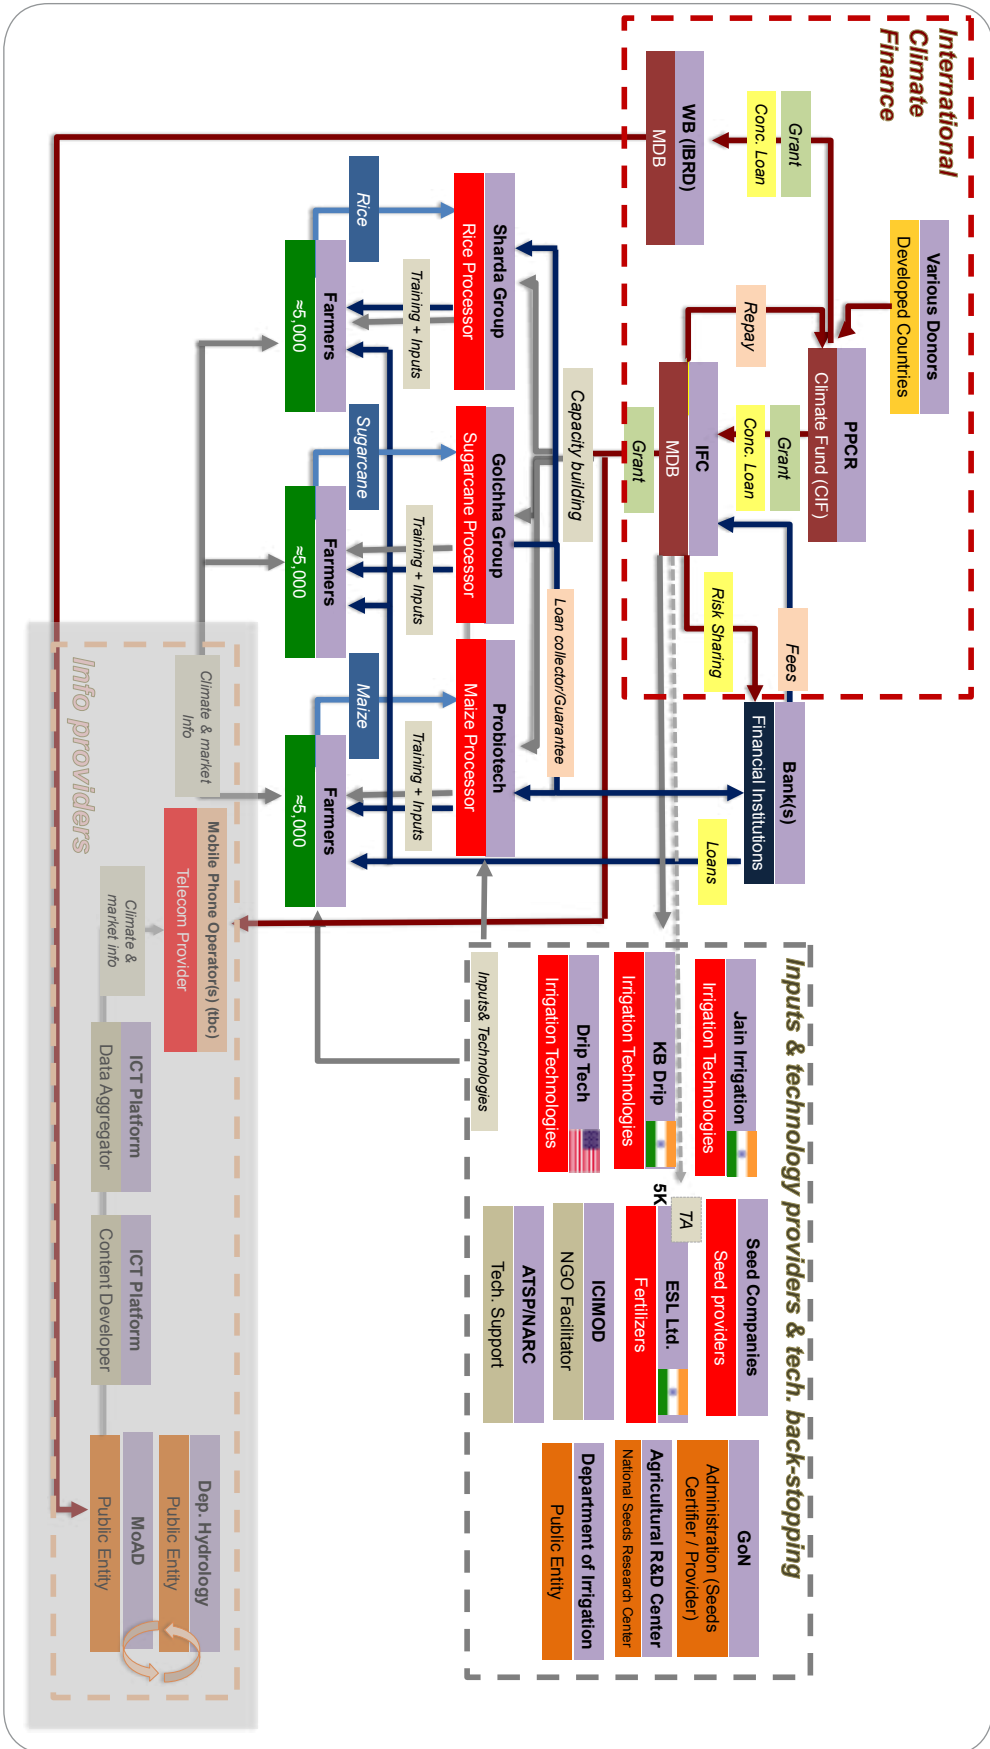 International
Climate
Finance
Various Donors
Developed Countries
WB (IBRD)
MDB
Grant
Conc. Loan
PPCR
Climate Fund (CIF)
Repay
Grant
Conc. Loan
IFC
MDB
Grant
Fees
Risk Sharing
Bank(s)
Financial Institutions
Loans
Capacity building
Loan collector/Guarantee
Sharda Group
Rice Processor
Golchha Group
Sugarcane Processor
Probiotech
Maize Processor
Rice
Training + Inputs
Sugarcane
Training + Inputs
Maize
Training + Inputs
Farmers
≈5,000
Farmers
≈5,000
Farmers
≈5,000
Inputs & technology providers & tech. back-stopping
Jain Irrigation
Irrigation Technologies
KB Drip
Irrigation Technologies
Drip Tech
Irrigation Technologies
Inputs& Technologies
Seed Companies
Seed providers
TA
5K
ESL Ltd.
Fertilizers
ICIMOD
NGO Facilitator
ATSP/NARC
Tech. Support
GoN
Administration (Seeds
Certifier / Provider)
Agricultural R&D Center
National Seeds Research Center
Department of Irrigation
Public Entity
Climate & market
Info
Info providers
Mobile Phone Operator(s) (tbc)
Telecom Provider
Climate &
market info
ICT Platform
Data Aggregator
ICT Platform
Content Developer
Dep. Hydrology
Public Entity
MoAD
Public Entity